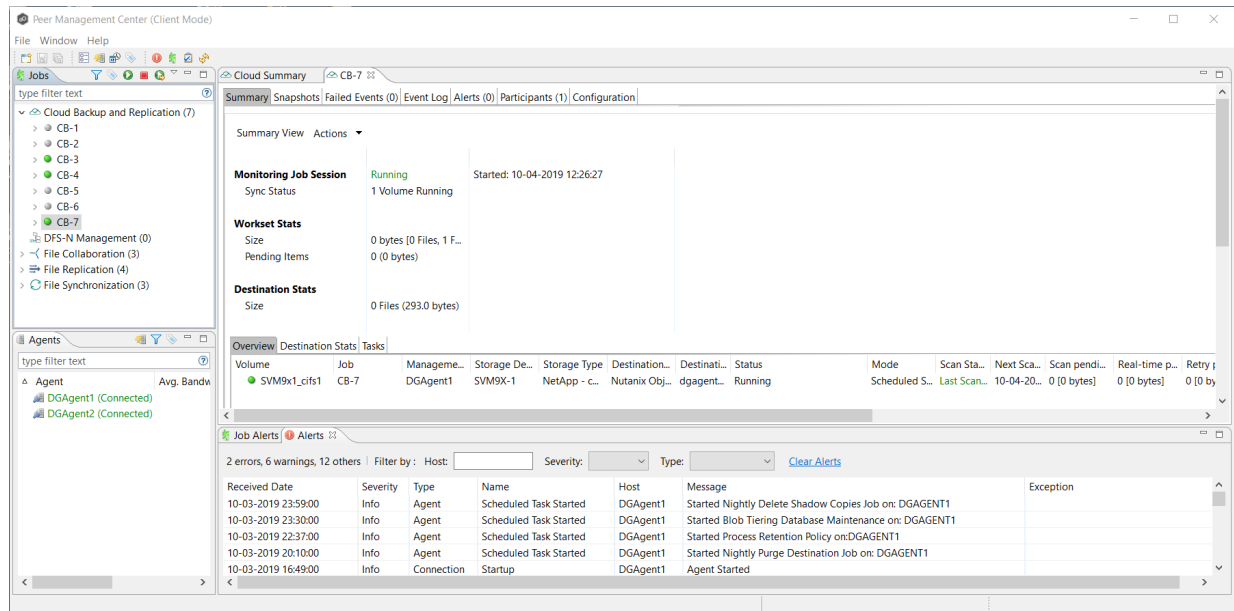 Peer Management Center (Client Mode)
File Window Help
Jobs
type filter text
Cloud Backup and Replication (7)
CB-1
CB-2
CB-3
CB-4
CB-5
CB-6
CB-7
DFS-N Management (0)
File Collaboration (3)
File Replication (4)
File Synchronization (3)
Agents
type filter text
Agent Avg. Bandw
DGAgent1 (Connected)
DGAgent2 (Connected)
Cloud Summary CB-7
Summary Snapshots Failed Events (0) Event Log Alerts (0) Participants (1) Configuration
Summary View Actions
Monitoring Job Session Running Started: 10-04-2019 12:26:27
Sync Status 1 Volume Running
Workset Stats
Size 0 bytes [0 Files, 1 F...
Pending Items 0 (0 bytes)
Destination Stats
Size 0 Files (293.0 bytes)
Overview Destination Stats Tasks
Volume Job Manageme... Storage De... Storage Type Destination... Destinati... Status Mode Scan Sta... Next Sca... Scan pendi... Real-time p... Retry p
SVM9x1_cifs1 CB-7 DGAgent1 SVM9X-1 NetApp - c... Nutanix Obj... dgagent... Running Scheduled S... Last Scan... 10-04-20... 0 [0 bytes] 0 [0 bytes] 0 [0 by
Job Alerts Alerts
2 errors, 6 warnings, 12 others Filter by : Host: Severity: Type: Clear Alerts
Received Date Severity Type Name Host Message Exception
10-03-2019 23:59:00 Info Agent Scheduled Task Started DGAgent1 Started Nightly Delete Shadow Copies Job on: DGAGENT1
10-03-2019 23:30:00 Info Agent Scheduled Task Started DGAgent1 Started Blob Tiering Database Maintenance on: DGAGENT1
10-03-2019 22:37:00 Info Agent Scheduled Task Started DGAgent1 Started Process Retention Policy on:DGAGENT1
10-03-2019 20:10:00 Info Agent Scheduled Task Started DGAgent1 Started Nightly Purge Destination Job on: DGAGENT1
10-03-2019 16:49:00 Info Connection Startup DGAgent1 Agent Started